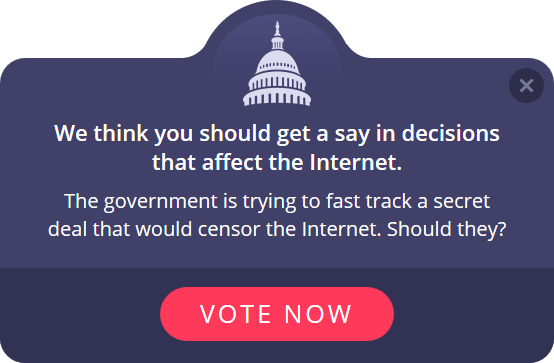 We think you should get a say in decisions
that affect the Internet.
The government is trying to fast track a secret
deal that would censor the Internet. Should they?
VOTE NOW